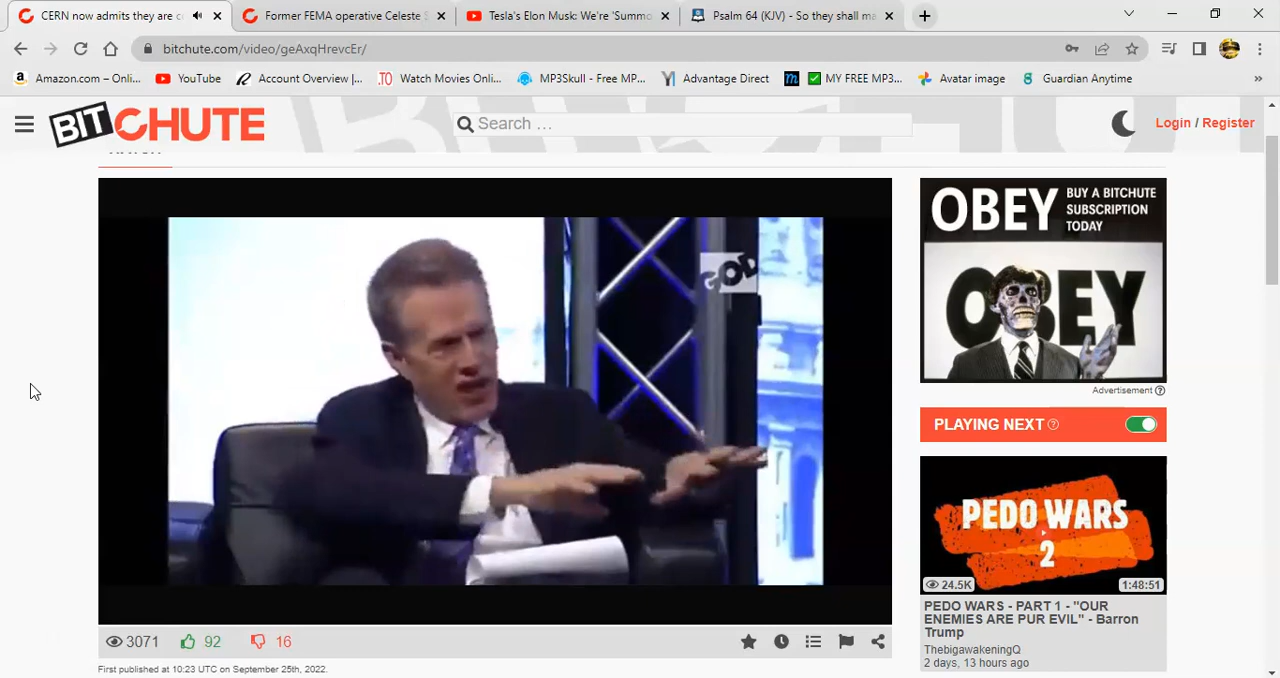 CERN now admits they are c
Former FEMA operative Celeste S
Tesla's Elon Musk: We're 'Summo
Psalm 64 (KJV) - So they shall ma
bitchute.com/video/geAxqHrevcEr/
Amazon.com – Onli...
YouTube
Account Overview |...
.TO Watch Movies Onl...
MP3Skull - Free MP...
Advantage Direct
m MY FREE MP3...
Avatar image
Guardian Anytime
»
BITCHUTE
Search ...
Login / Register
GOD
OBEY
BUY A BITCHUTE
SUBSCRIPTION
TODAY
OBEY
Advertisement
PLAYING NEXT
PEDO WARS
2
24.5K
1:48:51
PEDO WARS - PART 1 - "OUR
ENEMIES ARE PUR EVIL" - Barron
Trump
ThebigawakeningQ
2 days, 13 hours ago
3071
92
16
First published at 10:23 UTC on September 25th, 2022.